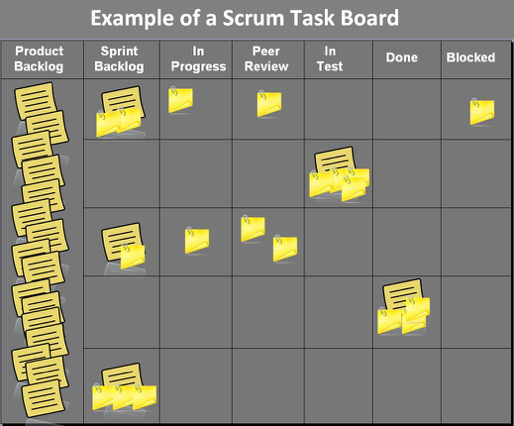 Example of a Scrum Task Board
Product Backlog
Sprint Backlog
In Progress
Peer Review
In Test
Done
Blocked